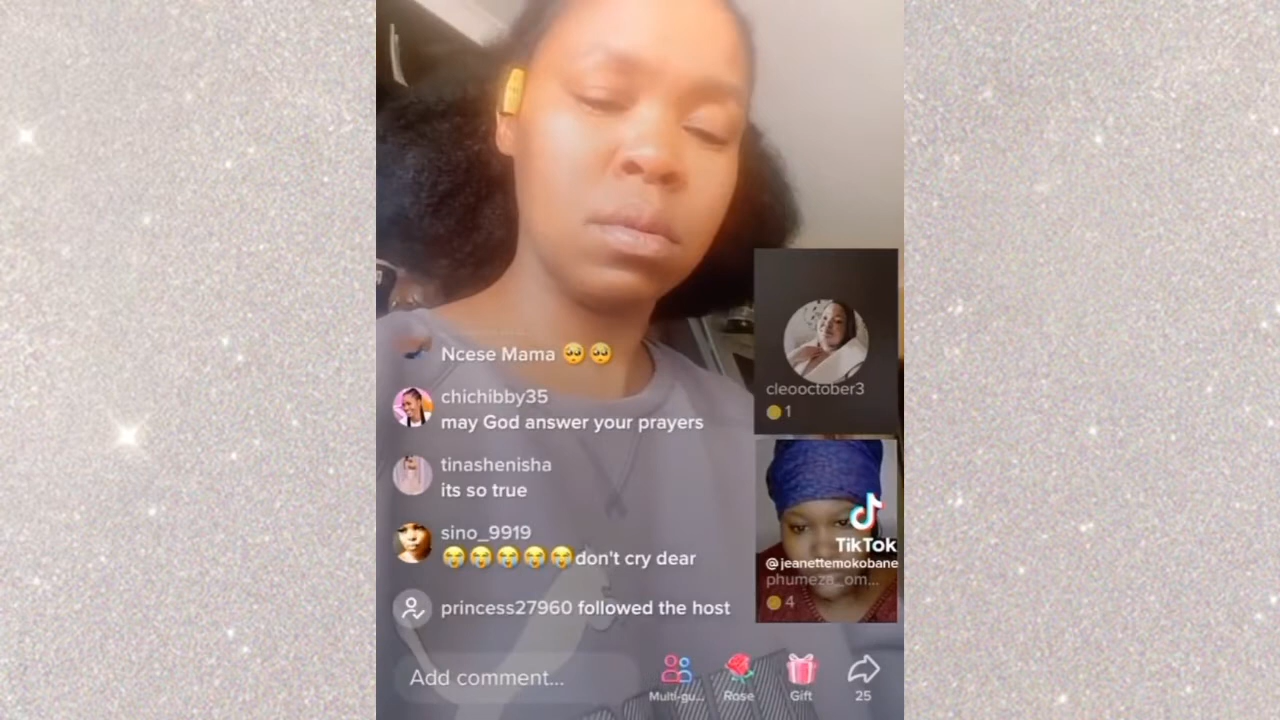 Ncese Mama 🥺 🥺
chichibby35
may God answer your prayers
tinashenisha
its so true
sino_9919
😭😭😭😭😭don't cry dear
princess27960 followed the host
Add comment...
Multi-gu...
Rose
Gift
25
cleooctober3
1
TikTok
@jeanettemokobane
phumeza_om...
4